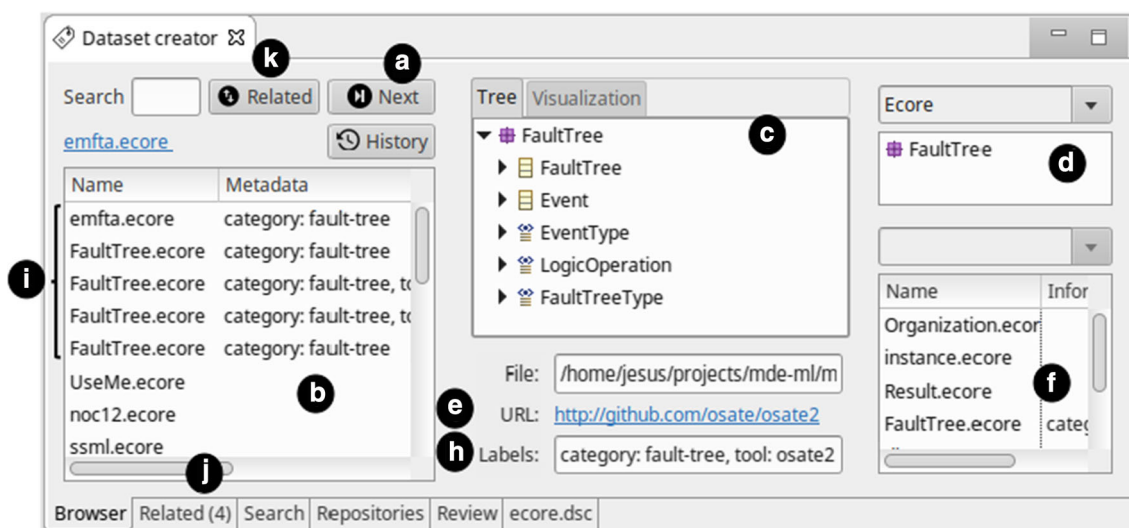 Dataset creator
k
a
Search
Related
Next
emfta.ecore
History
Name Metadata
emfta.ecore category: fault-tree
FaultTree.ecore category: fault-tree
FaultTree.ecore category: fault-tree, to
FaultTree.ecore category: fault-tree, to
FaultTree.ecore category: fault-tree
UseMe.ecore
noc12.ecore
ssml.ecore
i
b
j
Tree Visualization
FaultTree
FaultTree
Event
EventType
LogicOperation
FaultTreeType
c
File: /home/jesus/projects/mde-ml/m
e
URL: http://github.com/osate/osate2
h
Labels: category: fault-tree, tool: osate2
Ecore
FaultTree
d
Name Infor
Organization.ecor
instance.ecore
Result.ecore
FaultTree.ecore categ
f
Browser Related (4) Search Repositories Review ecore.dsc